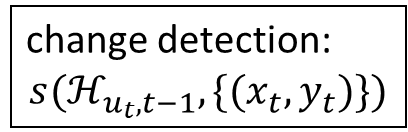 change detection:
𝑠(ℋ_{𝑢_𝑡,𝑡−1}, {(𝑥_𝑡, 𝑦_𝑡)})